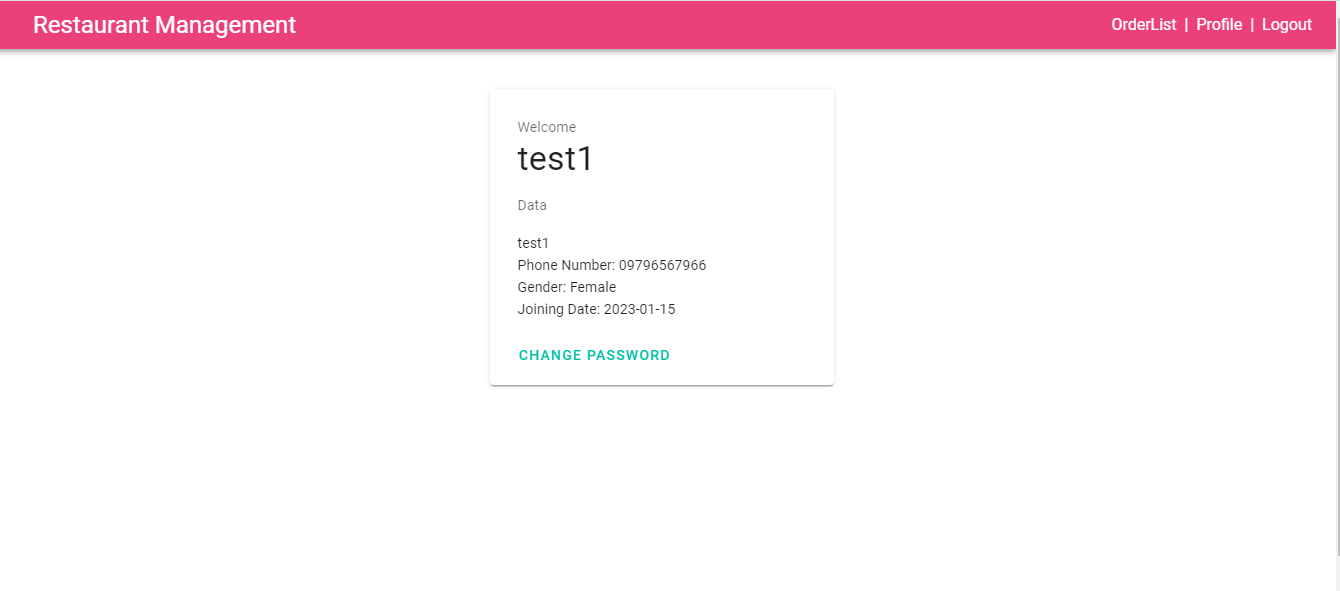 Restaurant Management
OrderList | Profile | Logout
Welcome
test1
Data
test1
Phone Number: 09796567966
Gender: Female
Joining Date: 2023-01-15
CHANGE PASSWORD